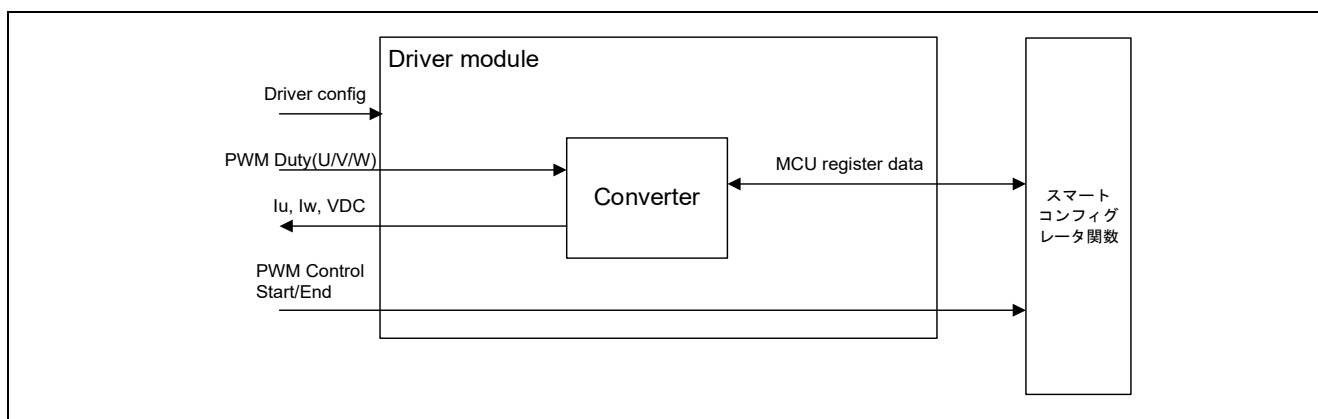 Driver module
Driver config
PWM Duty(U/V/W)
MCU register data
Converter
Iu, Iw, VDC
PWM Control
Start/End
スマート
コンフィグ
レータ関数